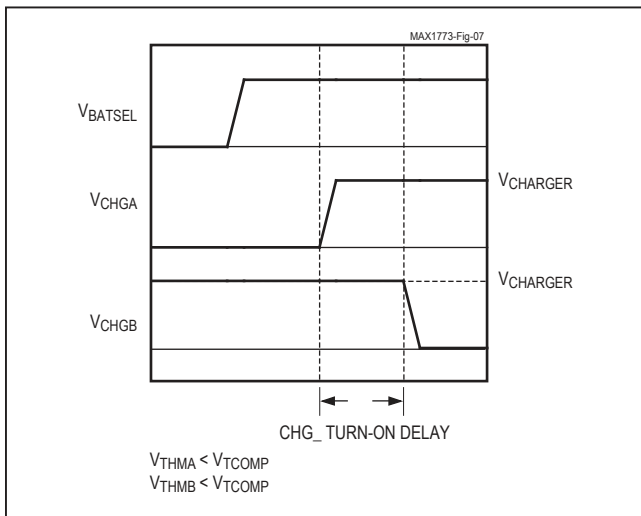 MAX1773-Fig-07
VBATSEL
VCHGA
VCHARGER
VCHGB
VCHARGER
CHG_ TURN-ON DELAY
VTHMA < VTCOMP
VTHMB < VTCOMP